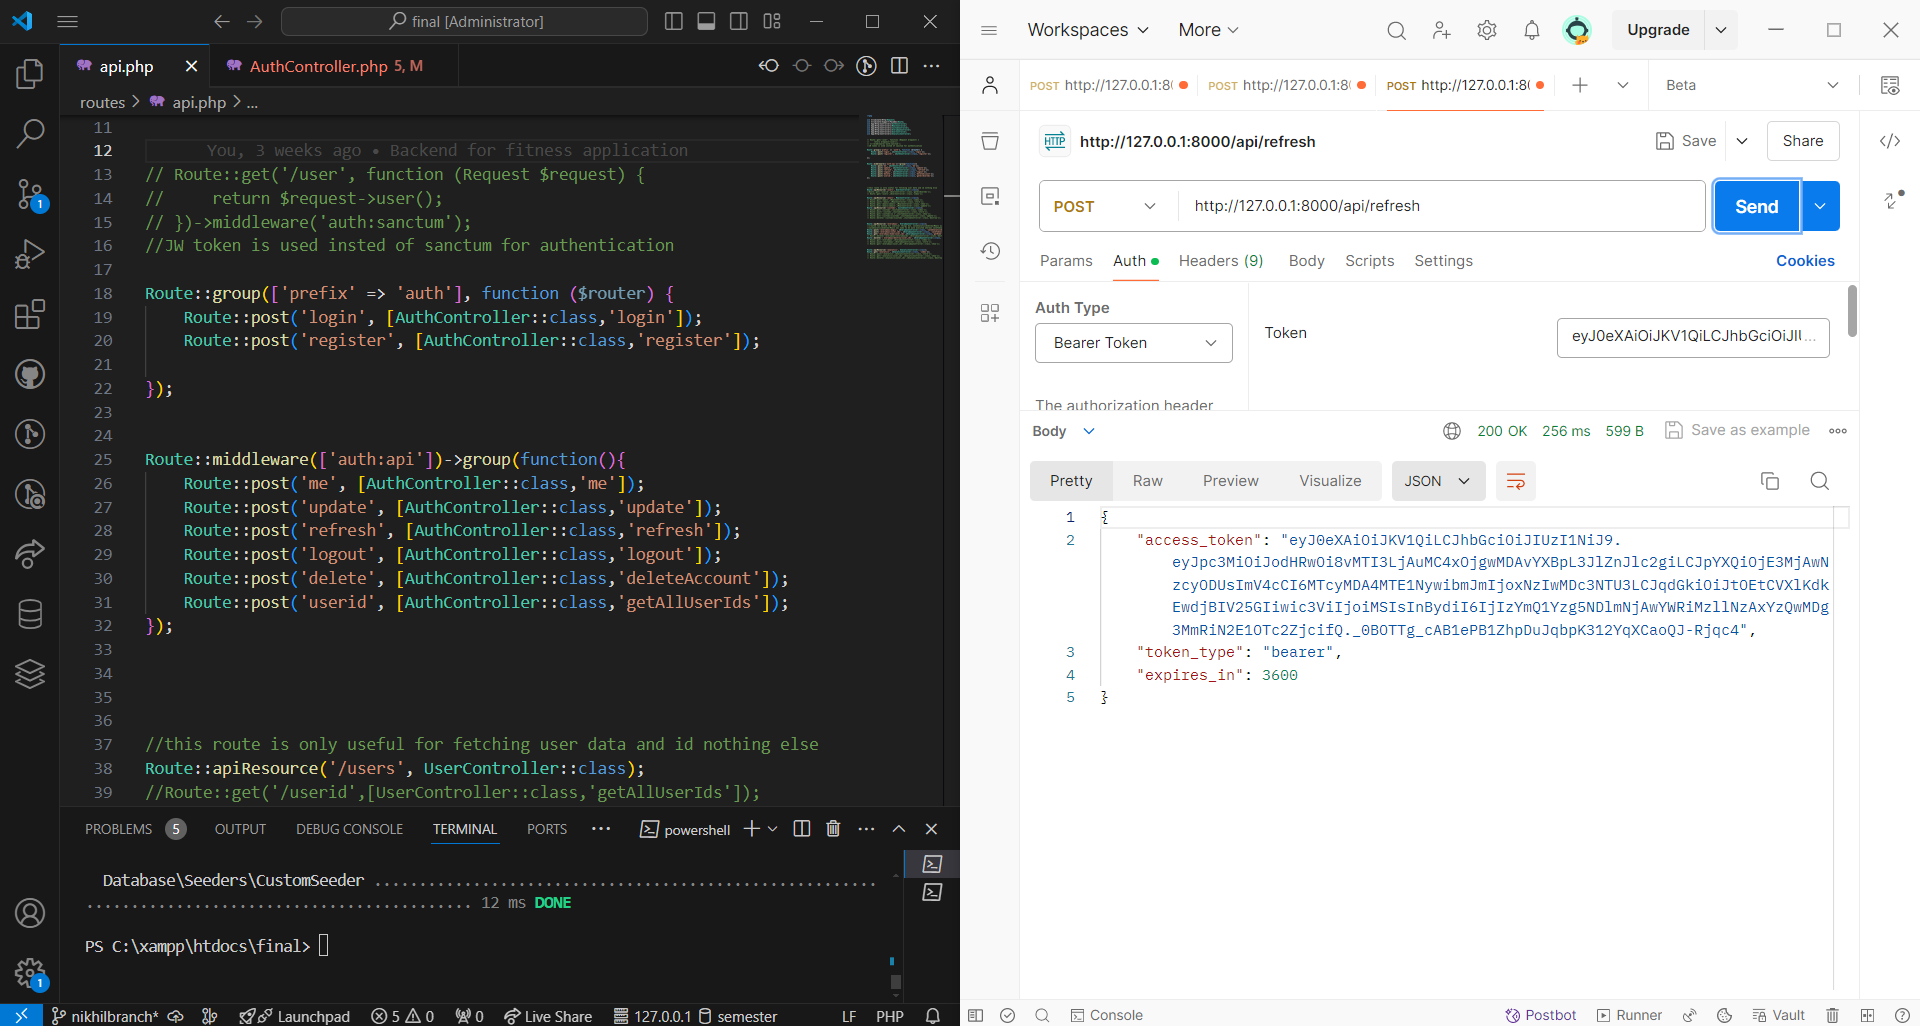 final [Administrator]
api.php
AuthController.php 5, M
routes > api.php > ...
11
12 You, 3 weeks ago • Backend for fitness application
13 // Route::get('/user', function (Request $request) {
14 //     return $request->user();
15 // })->middleware('auth:sanctum');
16 //JW token is used insted of sanctum for authentication
17
18 Route::group(['prefix' => 'auth'], function ($router) {
19     Route::post('login', [AuthController::class,'login']);
20     Route::post('register', [AuthController::class,'register']);
21
22 });
23
24
25 Route::middleware(['auth:api'])->group(function(){
26     Route::post('me', [AuthController::class,'me']);
27     Route::post('update', [AuthController::class,'update']);
28     Route::post('refresh', [AuthController::class,'refresh']);
29     Route::post('logout', [AuthController::class,'logout']);
30     Route::post('delete', [AuthController::class,'deleteAccount']);
31     Route::post('userid', [AuthController::class,'getAllUserIds']);
32 });
33
34
35
36
37 //this route is only useful for fetching user data and id nothing else
38 Route::apiResource('/users', UserController::class);
39 //Route::get('/userid',[UserController::class,'getAllUserIds']);
PROBLEMS 5 OUTPUT DEBUG CONSOLE TERMINAL PORTS ... powershell
Database\Seeders\CustomSeeder ........................................................
........................................... 12 ms DONE
PS C:\xampp\htdocs\final>
1
1
nikhilbranch* Launchpad 5 0 0 Live Share 127.0.0.1 semester LF PHP
Workspaces More Upgrade
POST http://127.0.0.1:8( POST http://127.0.0.1:8( POST http://127.0.0.1:8( Beta
HTTP http://127.0.0.1:8000/api/refresh Save Share
POST http://127.0.0.1:8000/api/refresh Send
Params Auth Headers (9) Body Scripts Settings Cookies
Auth Type
Bearer Token
Token eyJ0eXAiOiJKV1QiLCJhbGciOiJIU...
The authorization header
Body 200 OK 256 ms 599 B Save as example
Pretty Raw Preview Visualize JSON
1 {
2 "access_token": "eyJ0eXAiOiJKV1QiLCJhbGciOiJIUzI1NiJ9.
eyJpc3MiOiJodHRwOi8vMTI3LjAuMC4xOjgwMDAvYXBpL3JlZnJlc2giLCJpYXQiOjE3MjAwN
zcyODUsImV4cCI6MTcyMDA4MTE1NywibmJmIjoxNzIwMDc3NTU3LCJqdGkiOiJtOEtCVXlKdk
EwdjBIV25GIiwic3ViIjoiMSIsInBydiI6IjIzYmQ1Yzg5NDlmNjAwYWRiMzllNzAxYzQwMDg
3MmRiN2E1OTc2ZjcifQ._0BOTTg_cAB1ePB1ZhpDuJqbpK312YqXCaoQJ-Rjqc4",
3 "token_type": "bearer",
4 "expires_in": 3600
5 }
Console Postbot Runner Vault